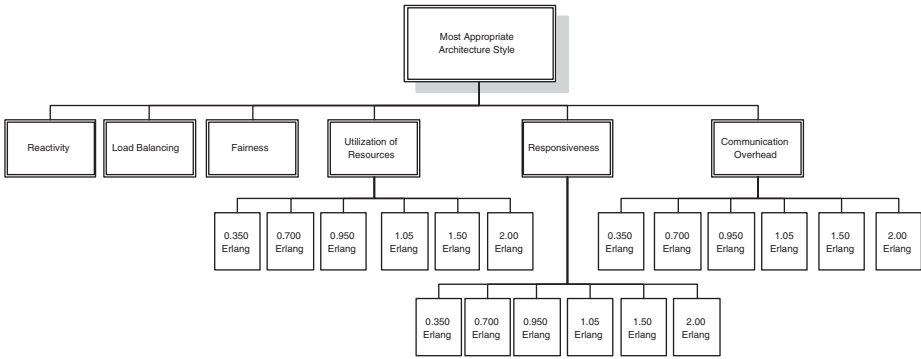 Most Appropriate
Architecture Style
Reactivity
Load Balancing
Fairness
Utilization of
Resources
Responsiveness
Communication
Overhead
0.350
Erlang
0.700
Erlang
0.950
Erlang
1.05
Erlang
1.50
Erlang
2.00
Erlang
0.350
Erlang
0.700
Erlang
0.950
Erlang
1.05
Erlang
1.50
Erlang
2.00
Erlang
0.350
Erlang
0.700
Erlang
0.950
Erlang
1.05
Erlang
1.50
Erlang
2.00
Erlang